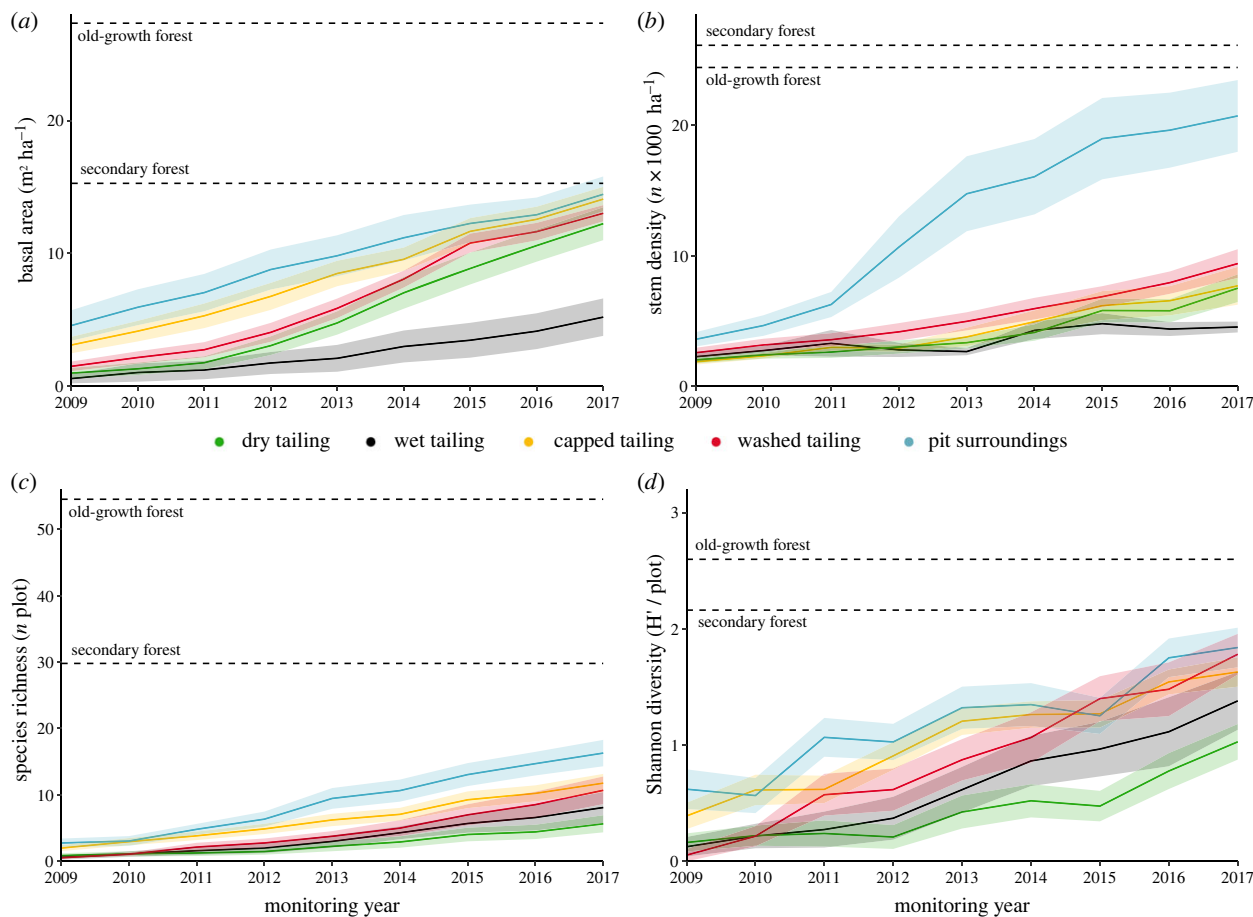 (a)
old-growth forest
secondary forest
basal area (m² ha⁻¹)
20
10
0
2009 2010 2011 2012 2013 2014 2015 2016 2017
(b)
secondary forest
old-growth forest
stem density (n × 1000 ha⁻¹)
20
10
0
2009 2010 2011 2012 2013 2014 2015 2016 2017
dry tailing wet tailing capped tailing washed tailing pit surroundings
(c)
old-growth forest
secondary forest
species richness (n plot)
50
40
30
20
10
0
2009 2010 2011 2012 2013 2014 2015 2016 2017
monitoring year
(d)
old-growth forest
secondary forest
Shannon diversity (H' / plot)
3
2
1
0
2009 2010 2011 2012 2013 2014 2015 2016 2017
monitoring year